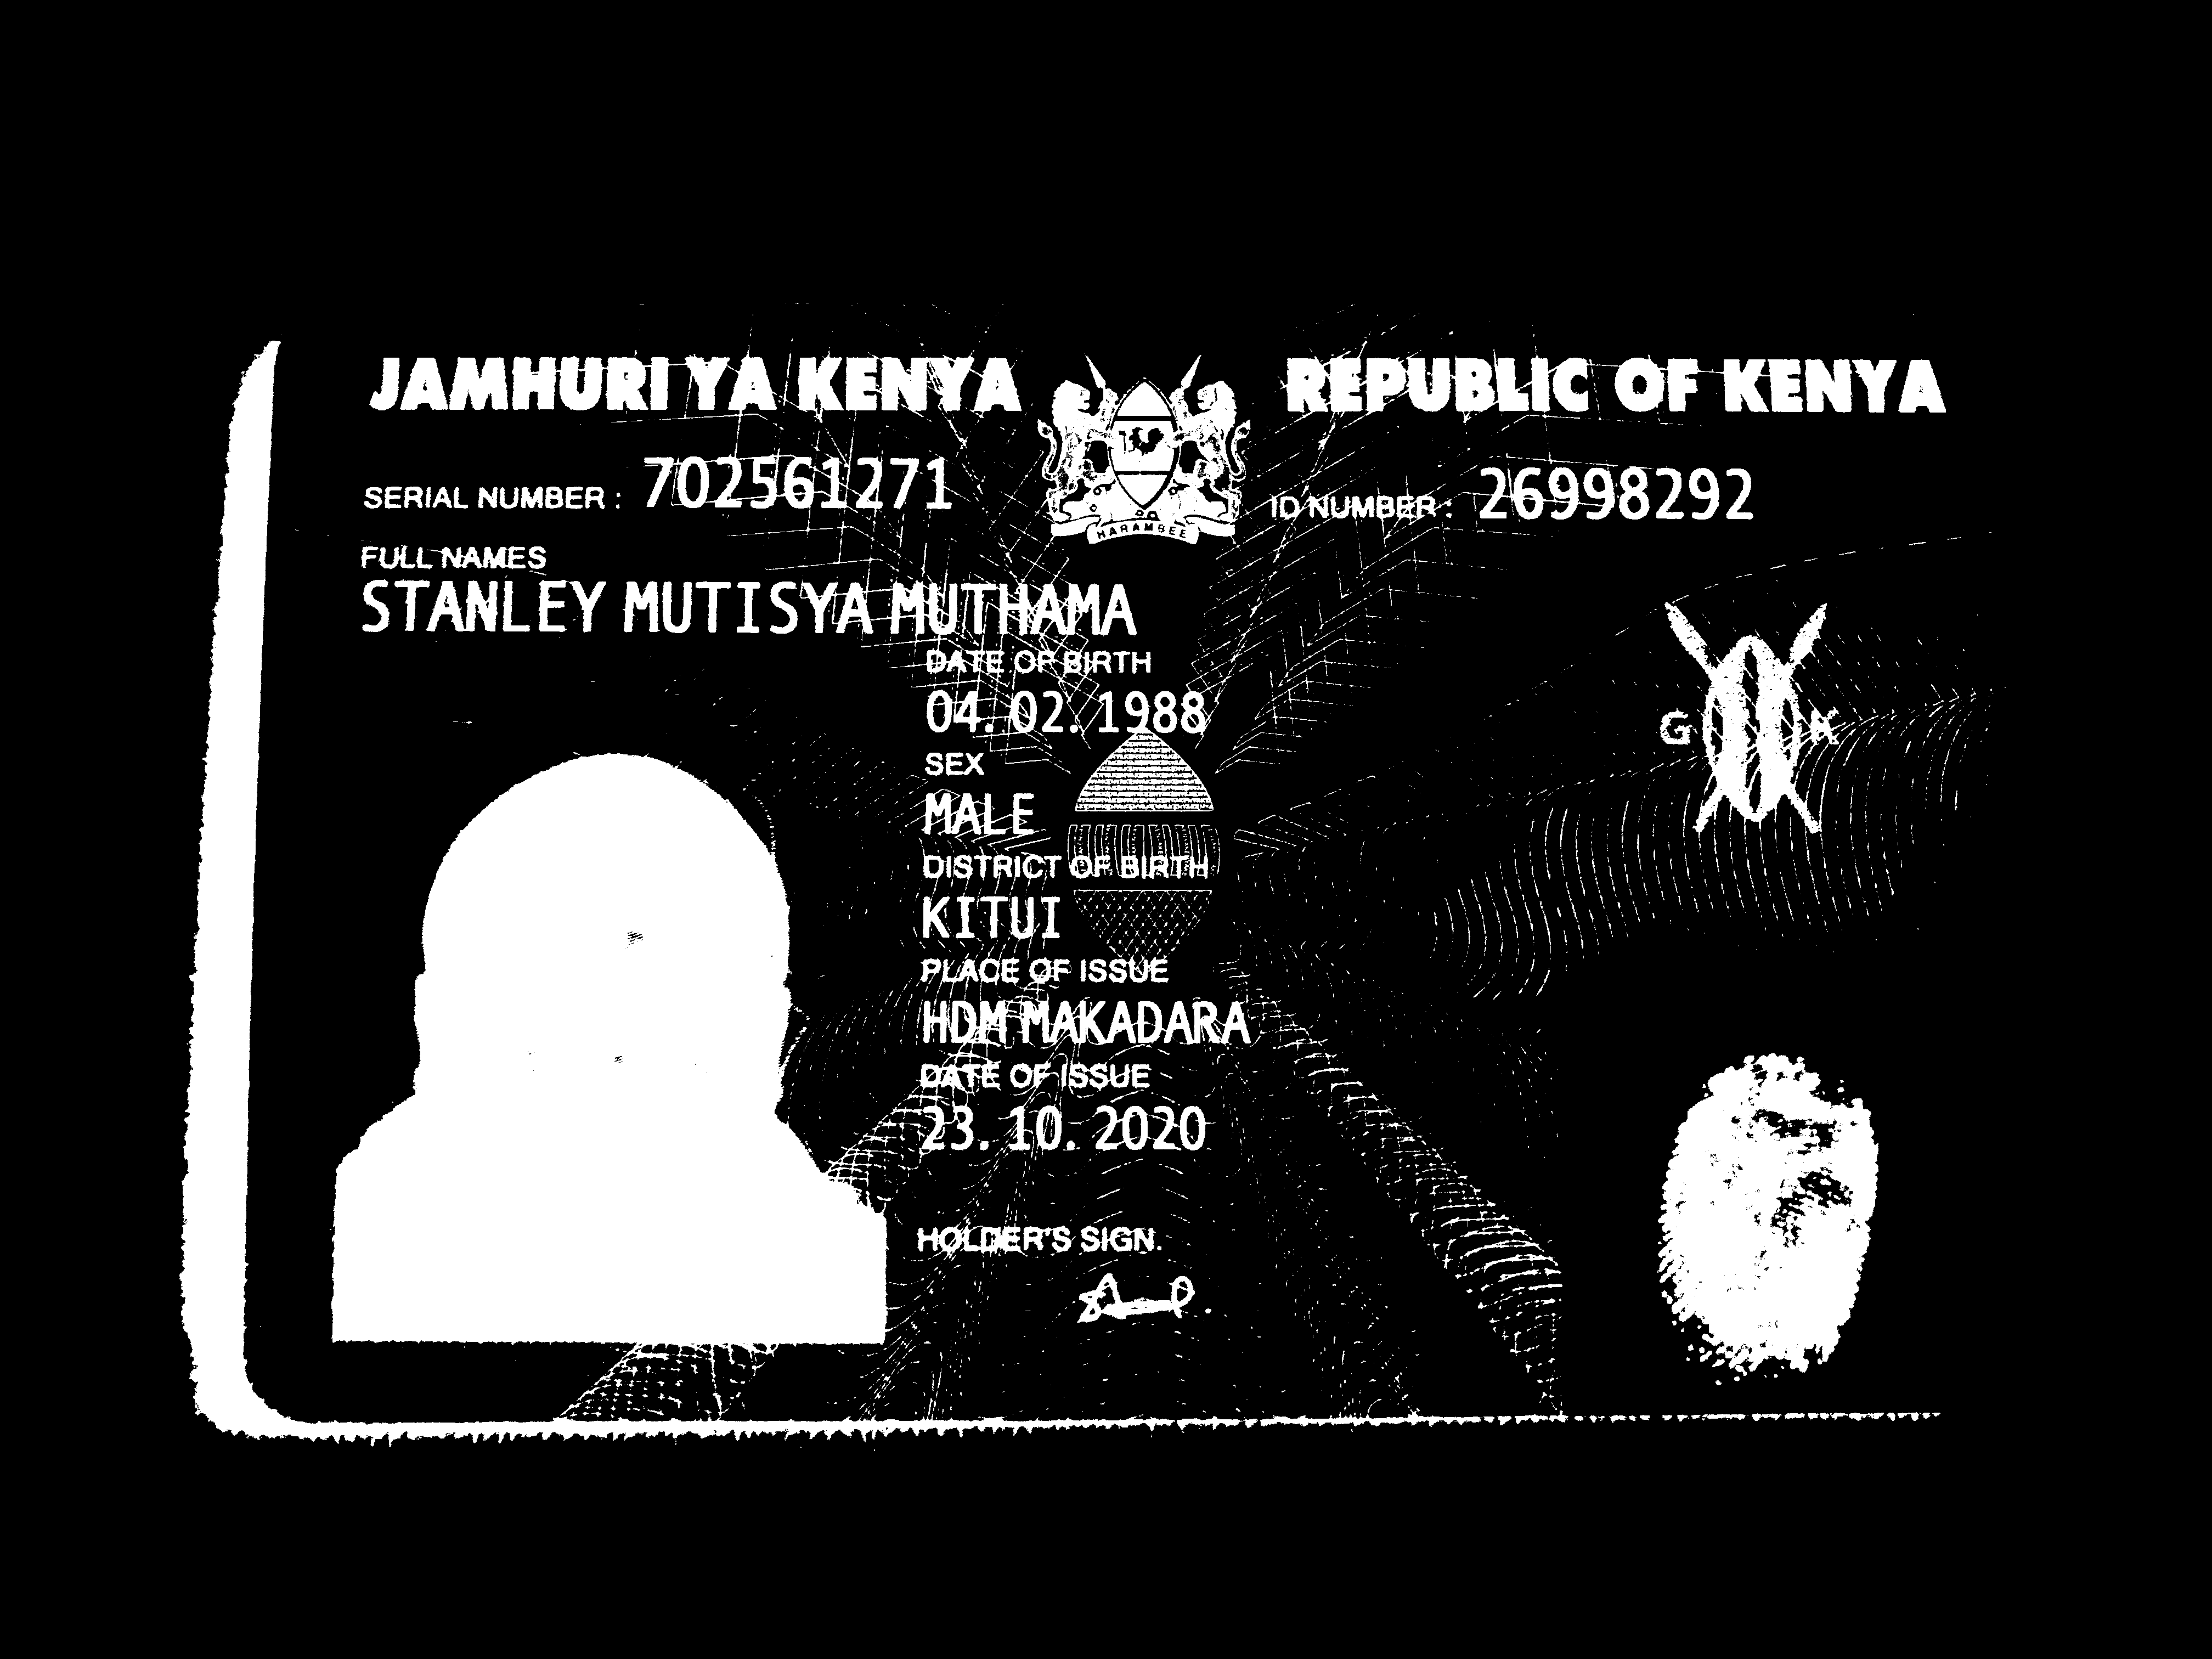 JAMHURI YA KENYA
REPUBLIC OF KENYA
SERIAL NUMBER : 702561271
ID NUMBER : 26998292
HARAMBEE
FULL NAMES
STANLEY MUTISYA MUTHAMA
DATE OF BIRTH
04. 02. 1988
G K
SEX
MALE
DISTRICT OF BIRTH
KITUI
PLACE OF ISSUE
HDM MAKADARA
DATE OF ISSUE
23. 10. 2020
HOLDER'S SIGN.